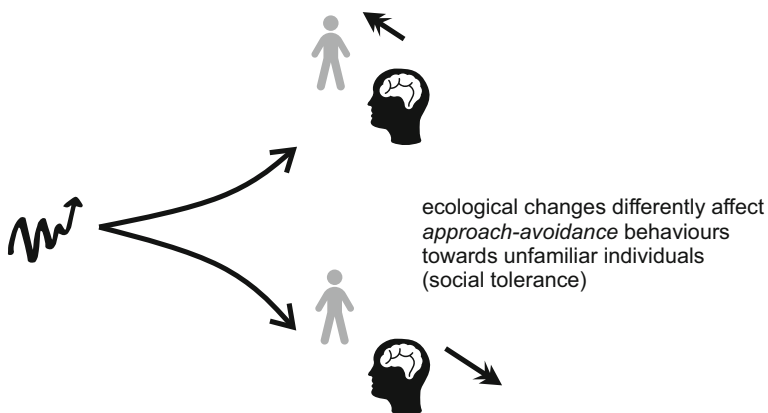 ecological changes differently affect
approach-avoidance behaviours
towards unfamiliar individuals
(social tolerance)